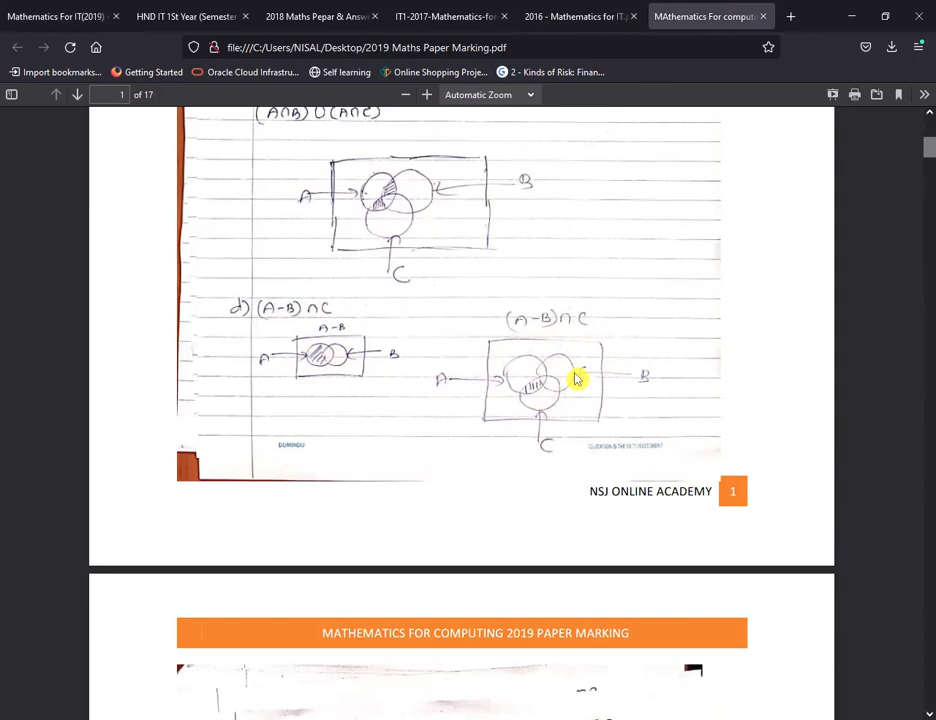 Mathematics For IT(2019) -
HND IT 1St Year (Semester
2018 Maths Pepar & Answe
IT1-2017-Mathematics-for-
2016 - Mathematics for IT.p
MAthematics For computi
file:///C:/Users/NISAL/Desktop/2019 Maths Paper Marking.pdf
Import bookmarks...
Getting Started
Oracle Cloud Infrastru...
Self learning
Online Shopping Proje...
2 - Kinds of Risk: Finan...
1 of 17
Automatic Zoom
(A∩B) ∪ (A∩C)
A
B
C
d) (A-B) ∩C
A-B
A
B
(A-B)∩C
A
B
C
DUMINDU
NSJ ONLINE ACADEMY 1
MATHEMATICS FOR COMPUTING 2019 PAPER MARKING